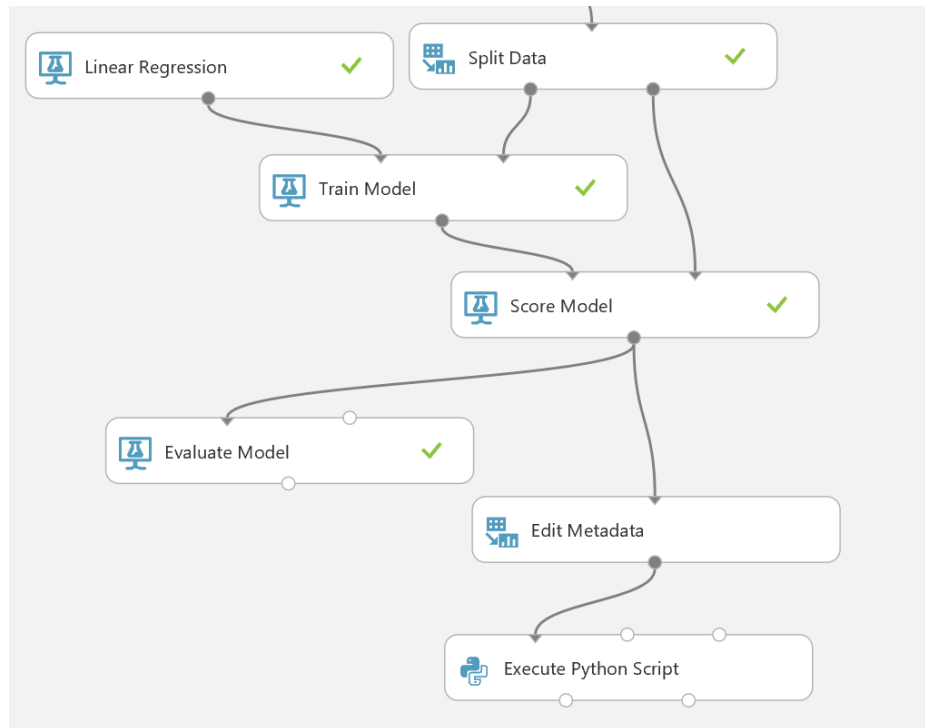 Linear Regression
Split Data
Train Model
Score Model
Evaluate Model
Edit Metadata
Execute Python Script